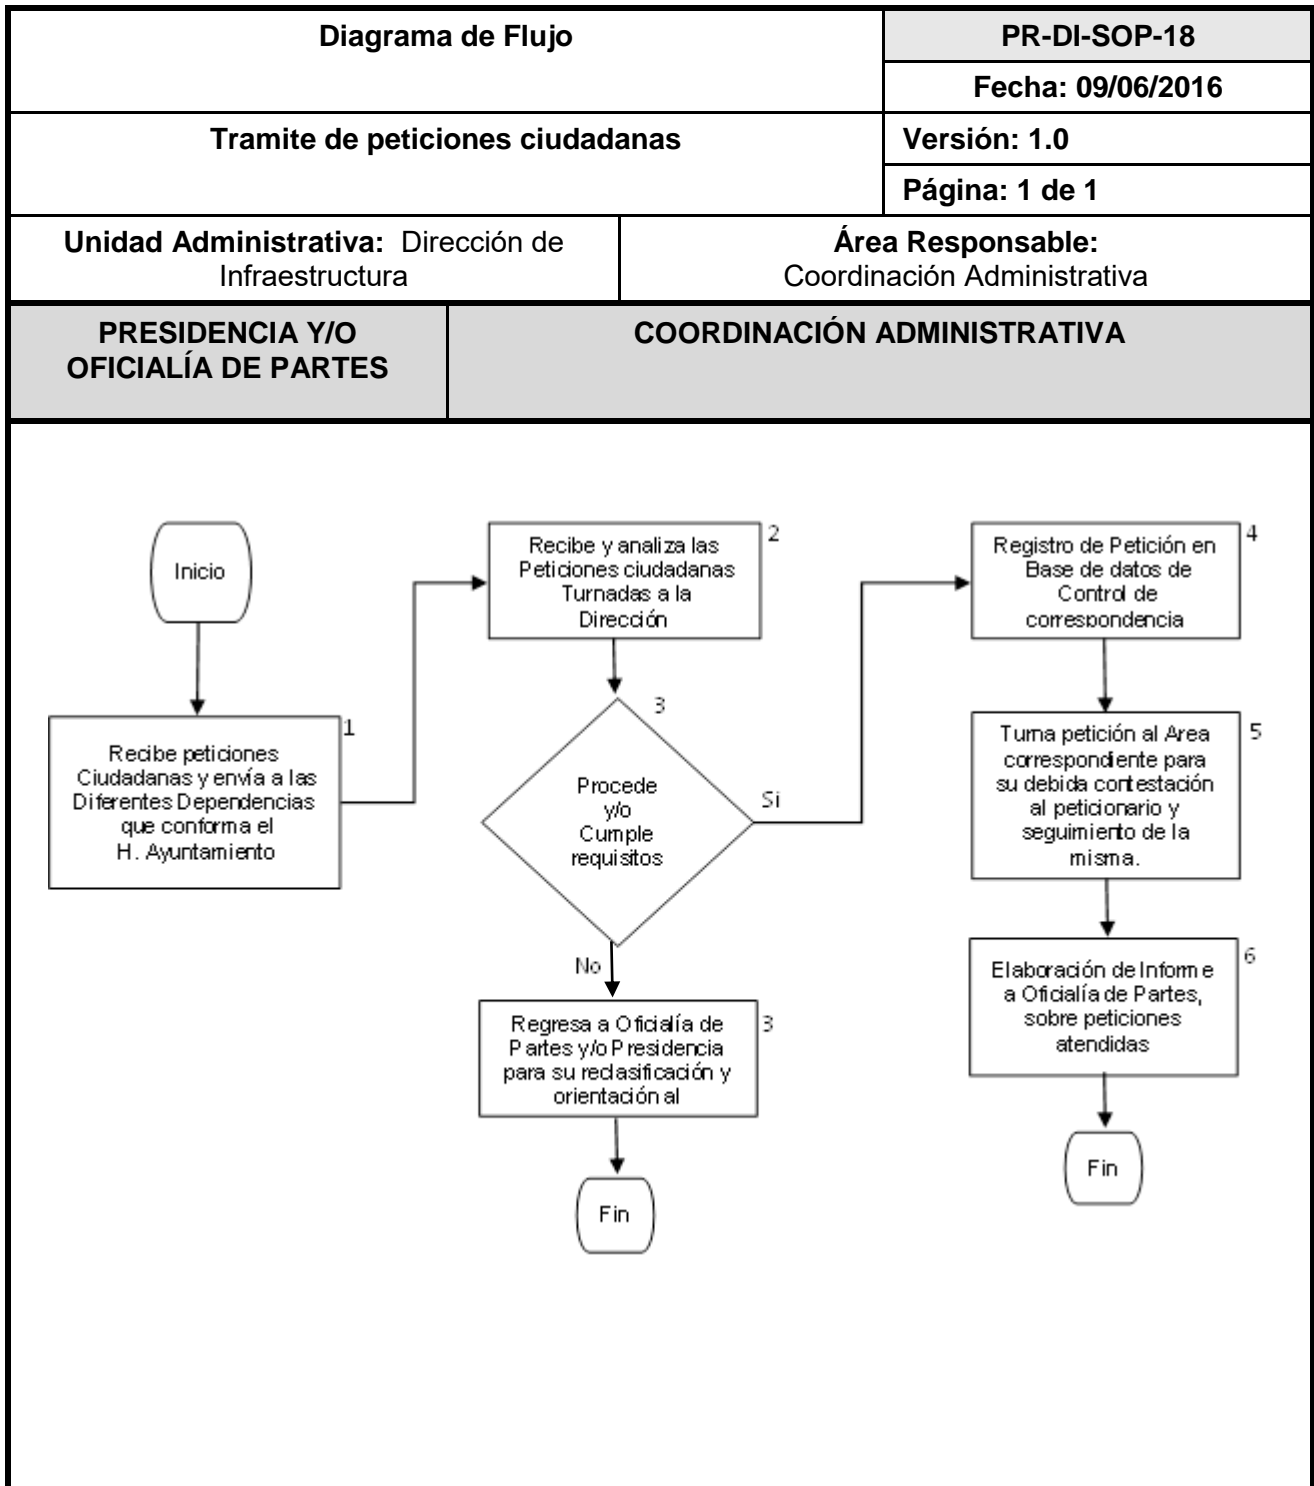 Diagrama de Flujo
PR-DI-SOP-18
Fecha: 09/06/2016
Tramite de peticiones ciudadanas
Versión: 1.0
Página: 1 de 1
Unidad Administrativa: Dirección de
Infraestructura
Área Responsable:
Coordinación Administrativa
PRESIDENCIA Y/O
OFICIALÍA DE PARTES
COORDINACIÓN ADMINISTRATIVA
Inicio
1
Recibe peticiones
Ciudadanas y envía a las
Diferentes Dependencias
que conforma el
H. Ayuntamiento
2
Recibe y analiza las
Peticiones ciudadanas
Turnadas a la
Dirección
3
Procede
y/o
Cumple
requisitos
Si
No
3
Regresa a Oficialía de
Partes y/o Presidencia
para su reclasificación y
orientación al
Fin
4
Registro de Petición en
Base de datos de
Control de
correspondencia
5
Turna petición al Area
correspondiente para
su debida contestación
al peticionario y
seguimiento de la
misma.
6
Elaboración de Informe
a Oficialía de Partes,
sobre peticiones
atendidas
Fin